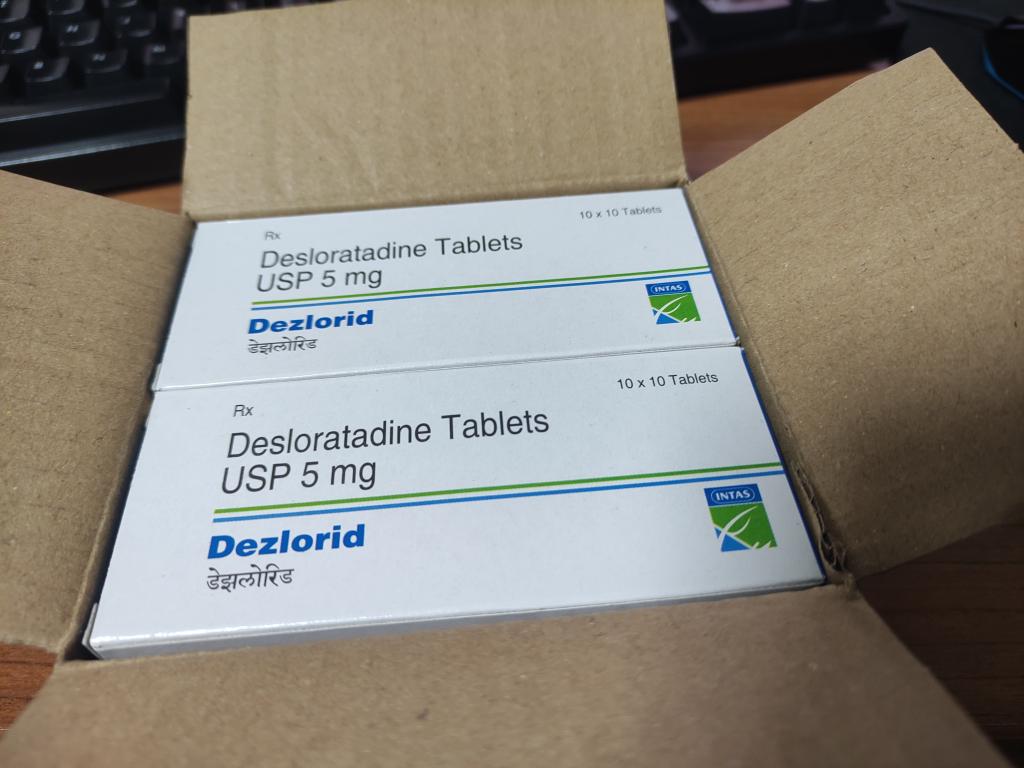 Rx
10 x 10 Tablets
Desloratadine Tablets
USP 5 mg
INTAS
Dezlorid
डेझलोरिड
Rx
10 x 10 Tablets
Desloratadine Tablets
USP 5 mg
INTAS
Dezlorid
डेझलोरिड